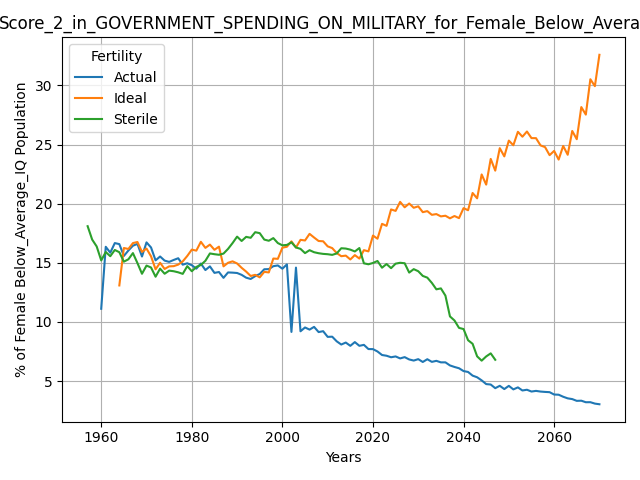 Score_2_in_GOVERNMENT_SPENDING_ON_MILITARY_for_Female_Below_Avera
Fertility
Actual
Ideal
Sterile
% of Female Below_Average_IQ Population
30
25
20
15
10
5
1960 1980 2000 2020 2040 2060
Years